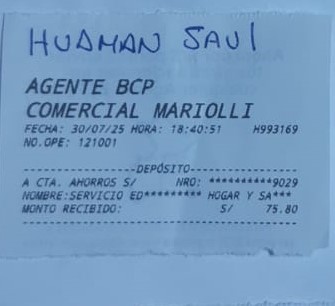 HUAMAN SAUL
AGENTE BCP
COMERCIAL MARIOLLI
FECHA: 30/07/25 HORA: 18:40:51 H993169
NO.OPE: 121001
--------------------DEPÓSITO--------------------
A CTA. AHORROS S/ NRO: **********9029
NOMBRE:SERVICIO ED********* HOGAR Y SA***
MONTO RECIBIDO: S/ 75.80
------------------------------------------------